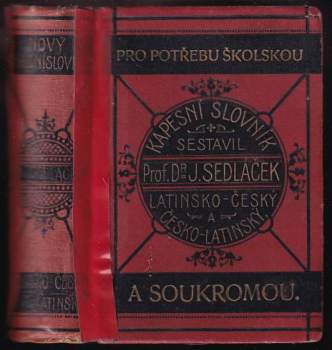 PRO POTŘEBU ŠKOLSKOU
KAPESNÍ SLOVNÍK
SESTAVIL
Prof. DR. J. SEDLÁČEK
LATINSKO-ČESKÝ
A
ČESKO-LATINSKÝ
A SOUKROMOU.